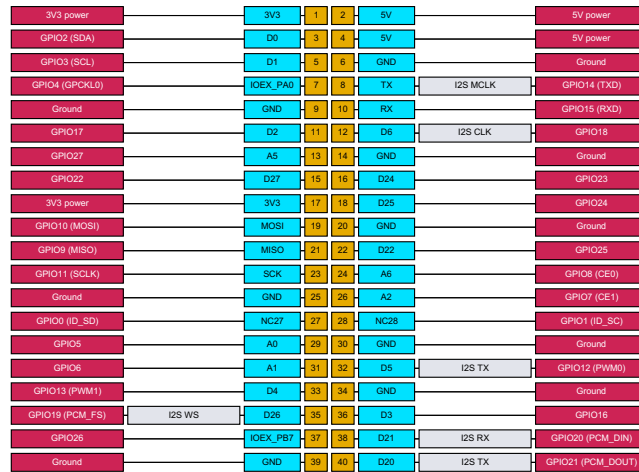 3V3 power 3V3 1 2 5V 5V power
GPIO2 (SDA) D0 3 4 5V 5V power
GPIO3 (SCL) D1 5 6 GND Ground
GPIO4 (GPCKL0) IOEX_PA0 7 8 TX I2S MCLK GPIO14 (TXD)
Ground GND 9 10 RX GPIO15 (RXD)
GPIO17 D2 11 12 D6 I2S CLK GPIO18
GPIO27 A5 13 14 GND Ground
GPIO22 D27 15 16 D24 GPIO23
3V3 power 3V3 17 18 D25 GPIO24
GPIO10 (MOSI) MOSI 19 20 GND Ground
GPIO9 (MISO) MISO 21 22 D22 GPIO25
GPIO11 (SCLK) SCK 23 24 A6 GPIO8 (CE0)
Ground GND 25 26 A2 GPIO7 (CE1)
GPIO0 (ID_SD) NC27 27 28 NC28 GPIO1 (ID_SC)
GPIO5 A0 29 30 GND Ground
GPIO6 A1 31 32 D5 I2S TX GPIO12 (PWM0)
GPIO13 (PWM1) D4 33 34 GND Ground
GPIO19 (PCM_FS) I2S WS D26 35 36 D3 GPIO16
GPIO26 IOEX_PB7 37 38 D21 I2S RX GPIO20 (PCM_DIN)
Ground GND 39 40 D20 I2S TX GPIO21 (PCM_DOUT)